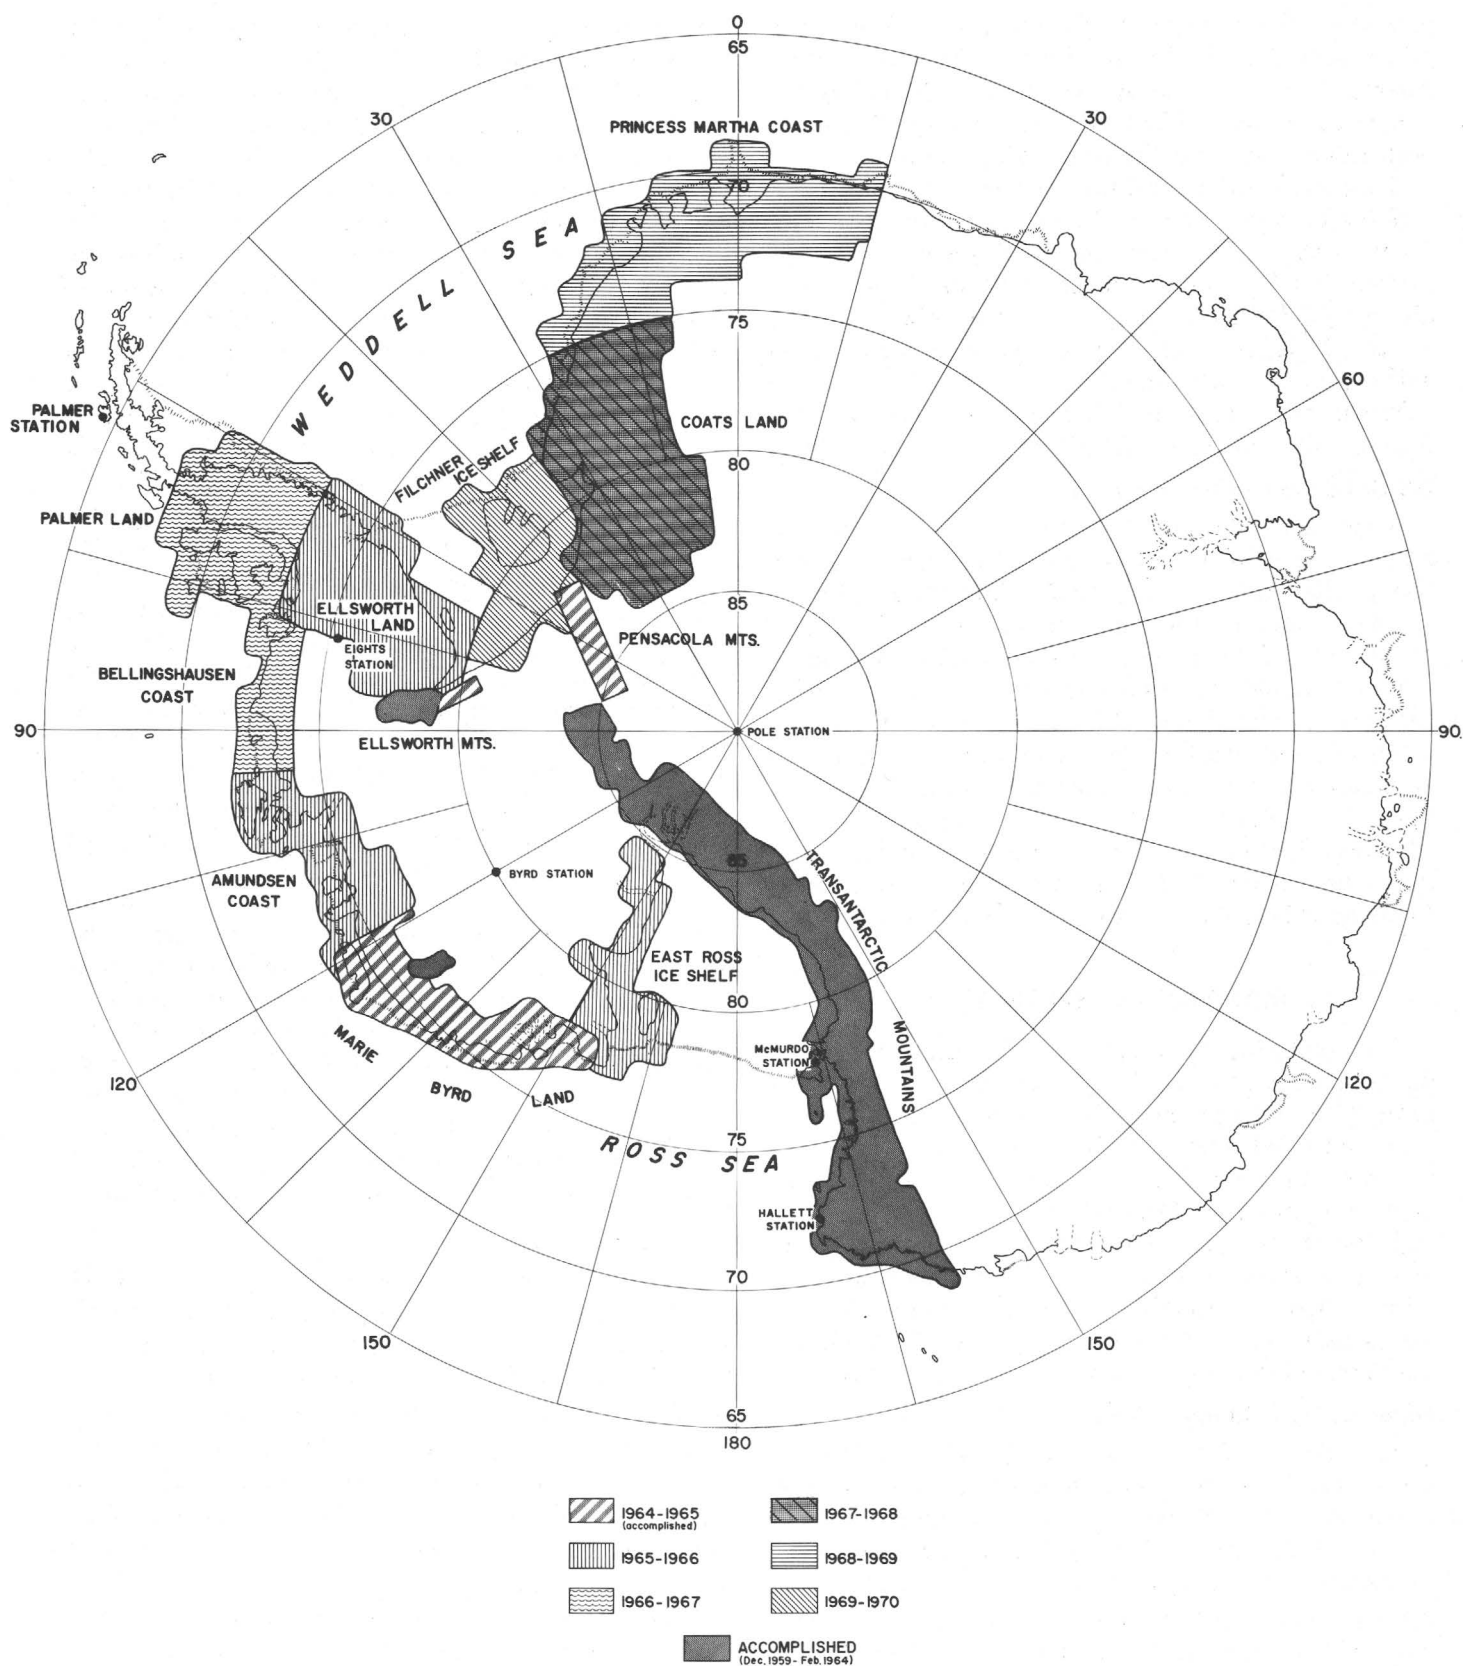 0
65
30
30
PRINCESS MARTHA COAST
70
WEDDELL SEA
75
60
PALMER
STATION
COATS LAND
FILCHNER
ICE SHELF
80
PALMER LAND
85
ELLSWORTH
LAND
PENSACOLA MTS.
EIGHTS
STATION
BELLINGSHAUSEN
COAST
90
POLE STATION
90
ELLSWORTH MTS.
85
BYRD STATION
TRANSANTARCTIC
MOUNTAINS
AMUNDSEN
COAST
EAST ROSS
ICE SHELF
80
MARIE
BYRD
LAND
McMURDO
STATION
120
120
75
ROSS SEA
HALLETT
STATION
70
150
150
65
180
1964-1965
(accomplished)
1967-1968
1965-1966
1968-1969
1966-1967
1969-1970
ACCOMPLISHED
(Dec. 1959 - Feb. 1964)